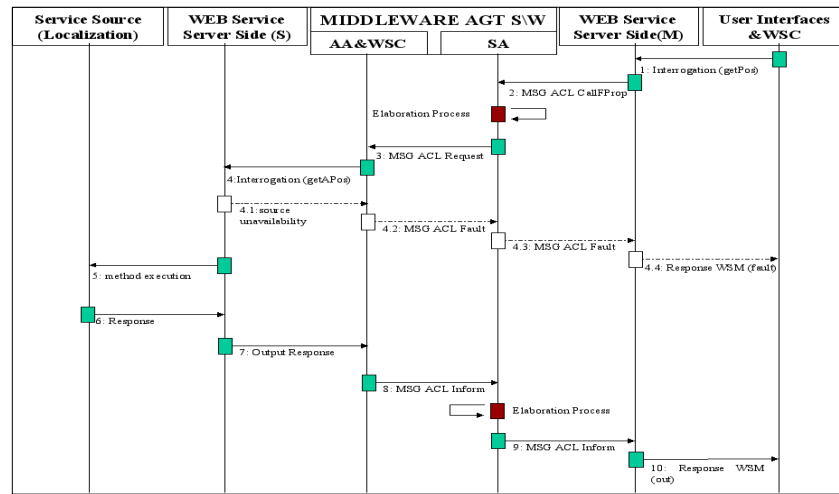 Service Source
(Localization)
WEB Service
Server Side (S)
MIDDLEWARE AGT S\W
AA&WSC
SA
WEB Service
Server Side(M)
User Interfaces
&WSC
1: Interrogation (getPos)
2: MSG ACL CallFProp
Elaboration Process
3: MSG ACL Request
4:Interrogation (getAPos)
4.1:source
unavailability
4.2: MSG ACL Fault
4.3: MSG ACL Fault
4.4: Response WSM (fault)
5: method execution
6: Response
7: Output Response
8: MSG ACL Inform
Elaboration Process
9: MSG ACL Inform
10: Response WSM
(out)